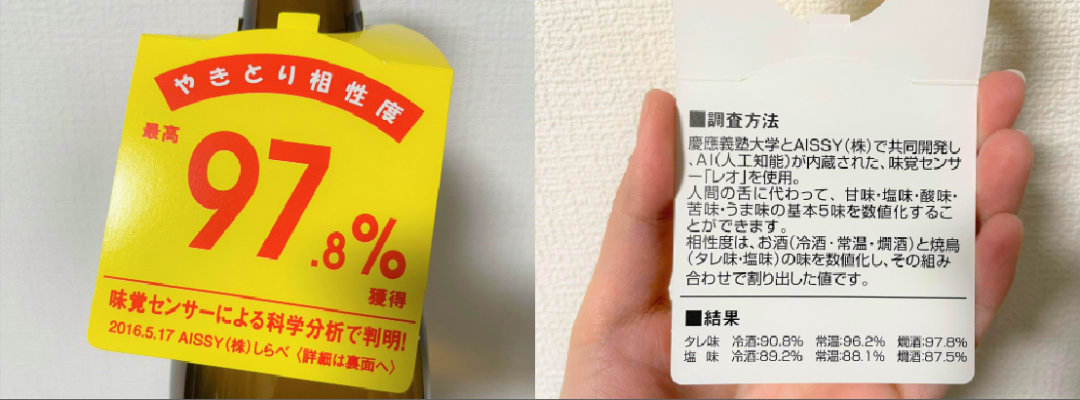 やきとり相性度
最高
97.8%
獲得
味覚センサーによる科学分析で判明!
2016.5.17 AISSY(株)しらべ〈詳細は裏面へ〉
■調査方法
慶應義塾大学とAISSY(株)で共同開発し
、AI(人工知能)が内蔵された、味覚センサ
ー「レオ」を使用。
人間の舌に代わって、甘味・塩味・酸味・
苦味・うま味の基本5味を数値化するこ
とができます。
相性度は、お酒(冷酒・常温・燗酒)と焼鳥
(タレ味・塩味)の味を数値化し、その組み
合わせで割り出した値です。
■結果
タレ味 冷酒:90.8% 常温:96.2% 燗酒:97.8%
塩 味 冷酒:89.2% 常温:88.1% 燗酒:87.5%